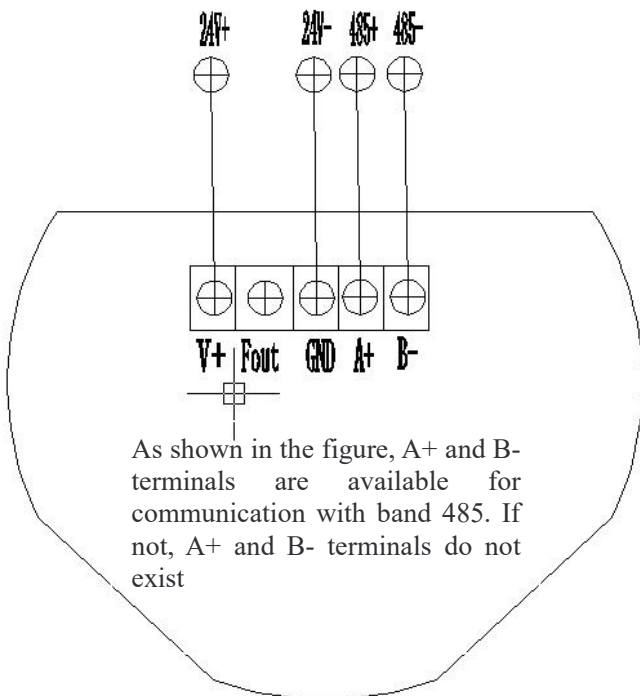 24V+ 24V- 485+ 485-
V+ Fout GND A+ B-
As shown in the figure, A+ and B-
terminals are available for
communication with band 485. If
not, A+ and B- terminals do not
exist